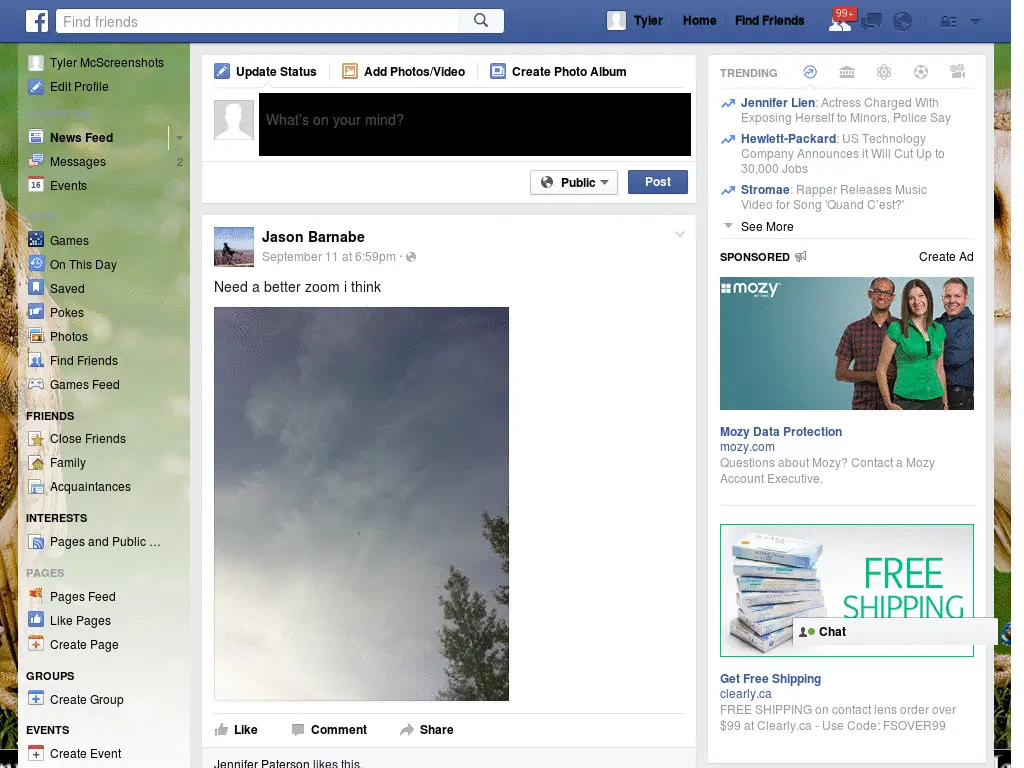 Find friends
Tyler
Home
Find Friends
99+
Tyler McScreenshots
Edit Profile
News Feed
Messages
2
16
Events
APPS
Games
On This Day
Saved
Pokes
Photos
Find Friends
Games Feed
FRIENDS
Close Friends
Family
Acquaintances
INTERESTS
Pages and Public ...
PAGES
Pages Feed
Like Pages
Create Page
GROUPS
Create Group
EVENTS
Create Event
Update Status
Add Photos/Video
Create Photo Album
What's on your mind?
Public
Post
Jason Barnabe
September 11 at 6:59pm ·
Need a better zoom i think
Like
Comment
Share
Jennifer Paterson likes this.
TRENDING
Jennifer Lien: Actress Charged With
Exposing Herself to Minors, Police Say
Hewlett-Packard: US Technology
Company Announces it Will Cut Up to
30,000 Jobs
Stromae: Rapper Releases Music
Video for Song 'Quand C'est?'
See More
SPONSORED
Create Ad
mozy
BY EMC
Mozy Data Protection
mozy.com
Questions about Mozy? Contact a Mozy
Account Executive.
FREE
SHIPPING
Chat
Get Free Shipping
clearly.ca
FREE SHIPPING on contact lens order over
$99 at Clearly.ca - Use Code: FSOVER99